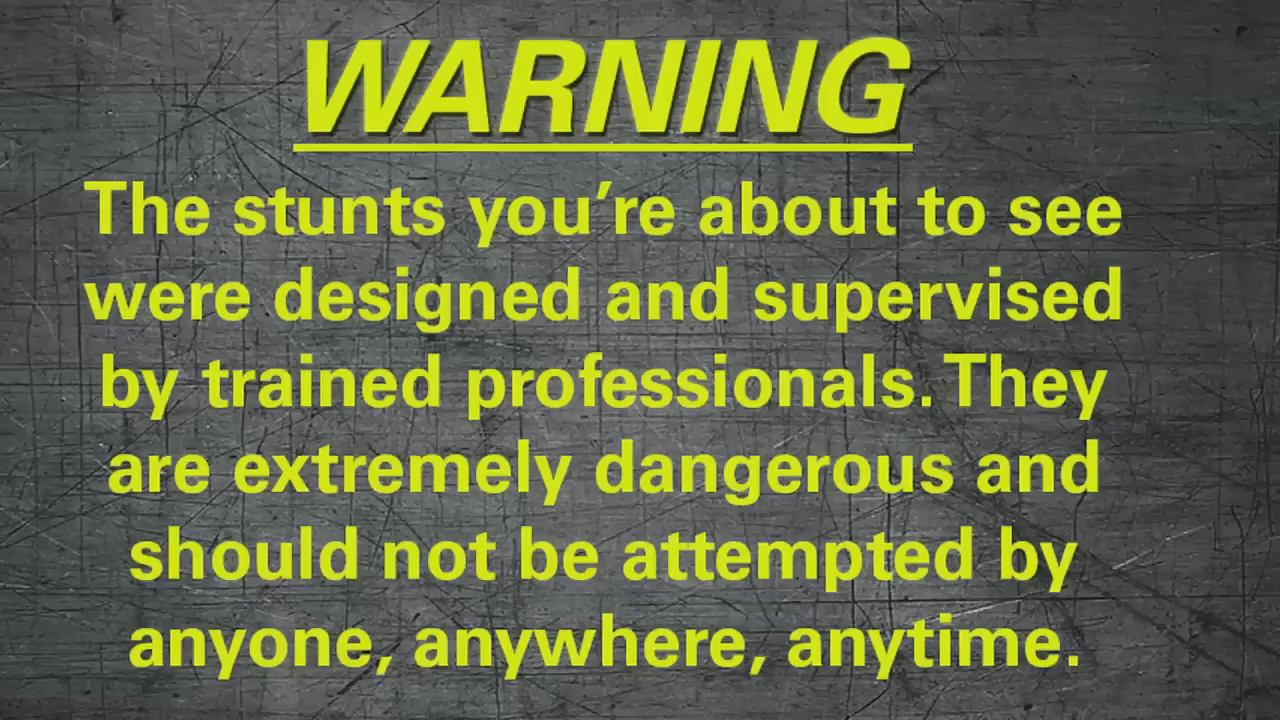 WARNING
The stunts you’re about to see
were designed and supervised
by trained professionals. They
are extremely dangerous and
should not be attempted by
anyone, anywhere, anytime.